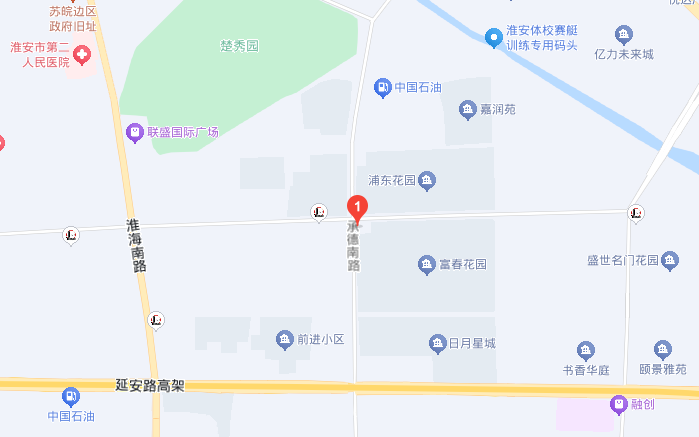 苏皖边区
政府旧址
淮安市第二
人民医院
楚秀园
淮安体校赛艇
训练专用码头
亿力未来城
中国石油
嘉润苑
联盛国际广场
浦东花园
1
承德南路
淮海南路
富春花园
盛世名门花园
前进小区
日月星城
书香华庭
颐景雅苑
延安路高架
中国石油
融创